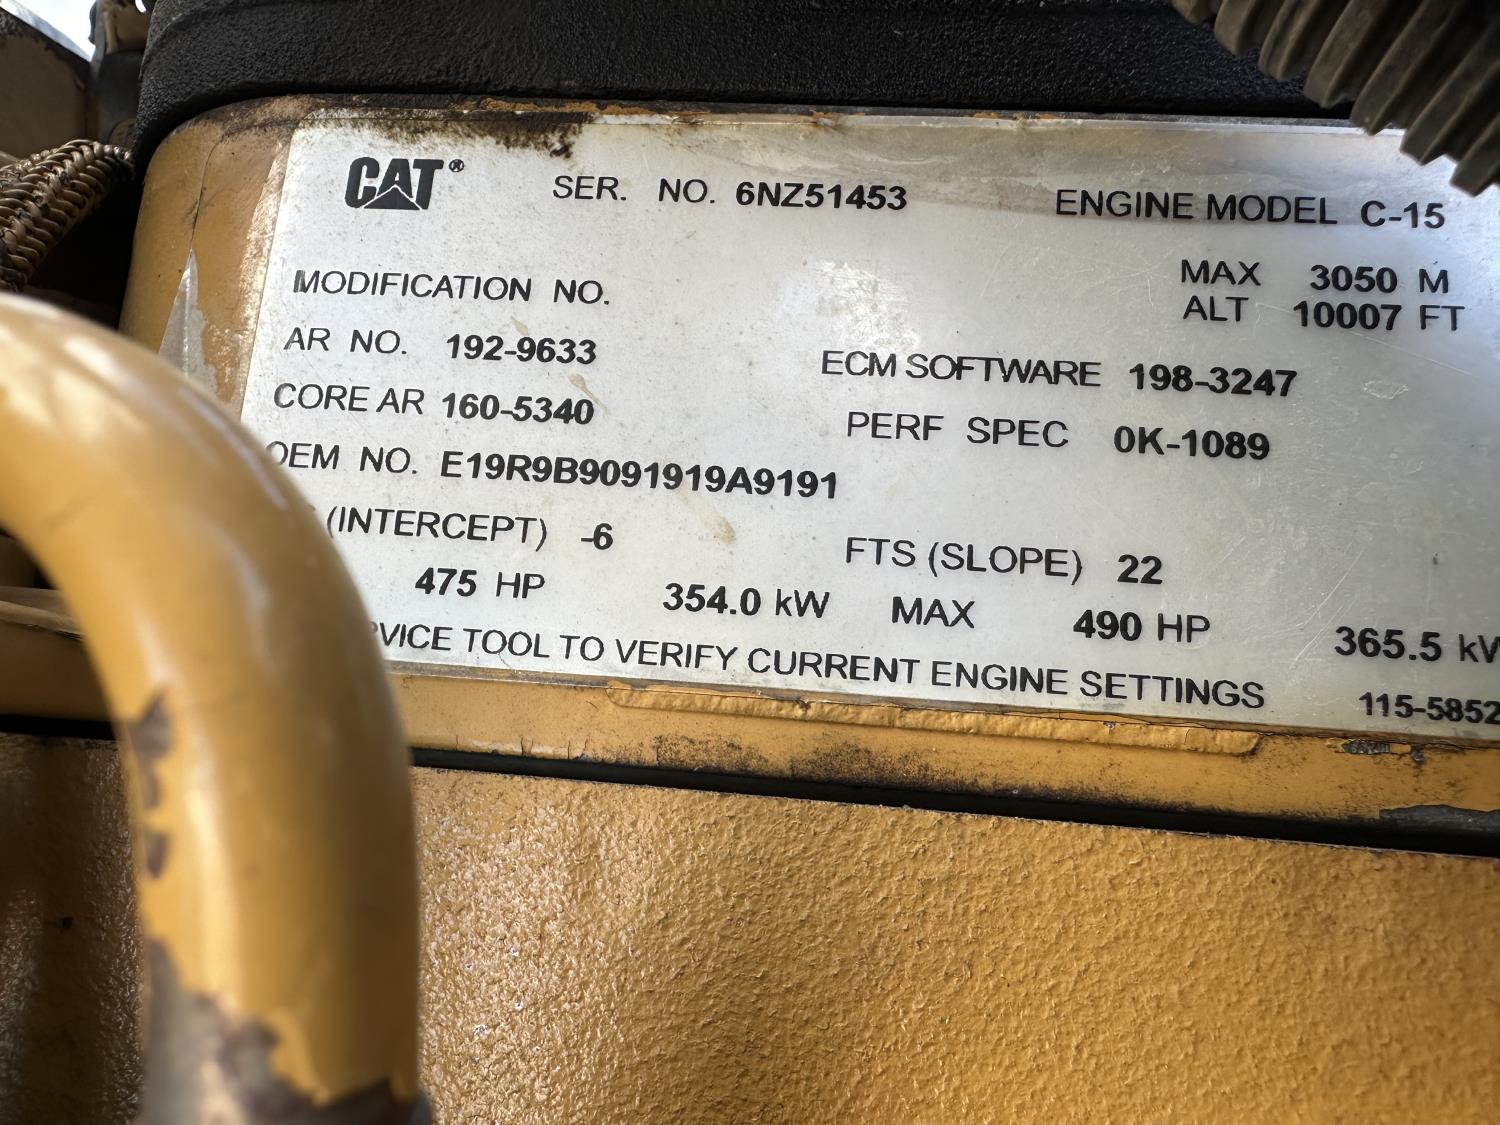 CAT® SER. NO. 6NZ51453 ENGINE MODEL C-15
MODIFICATION NO. MAX 3050 M
ALT 10007 FT
AR NO. 192-9633 ECM SOFTWARE 198-3247
CORE AR 160-5340 PERF SPEC 0K-1089
OEM NO. E19R9B9091919A9191
(INTERCEPT) -6 FTS (SLOPE) 22
475 HP 354.0 kW MAX 490 HP 365.5 kW
TOOL TO VERIFY CURRENT ENGINE SETTINGS 115-5852